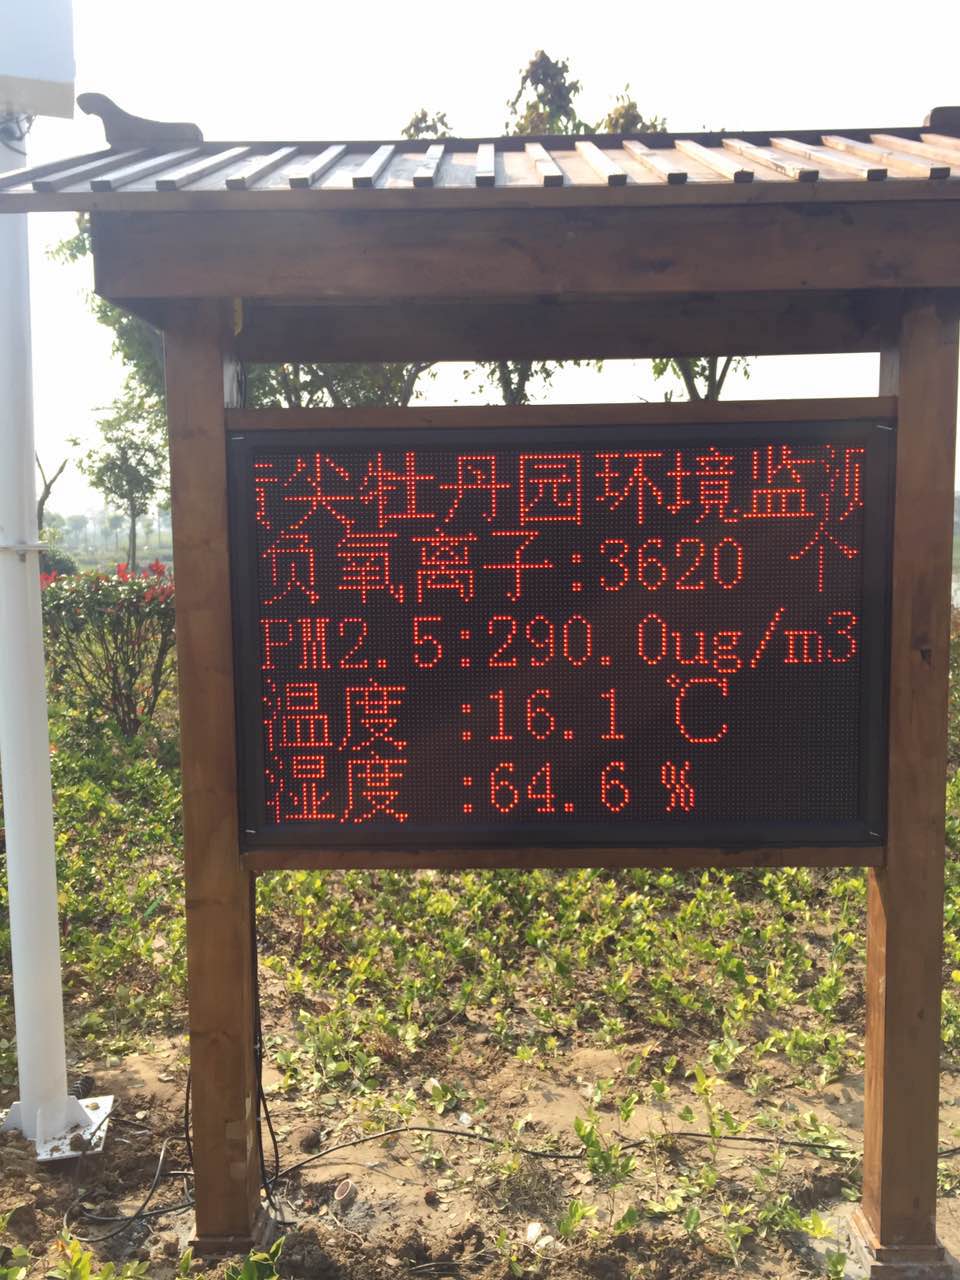 尖牡丹园环境监测
负氧离子:3620 个
PM2.5:290.0ug/m3
温度 :16.1 ℃
湿度 :64.6 %